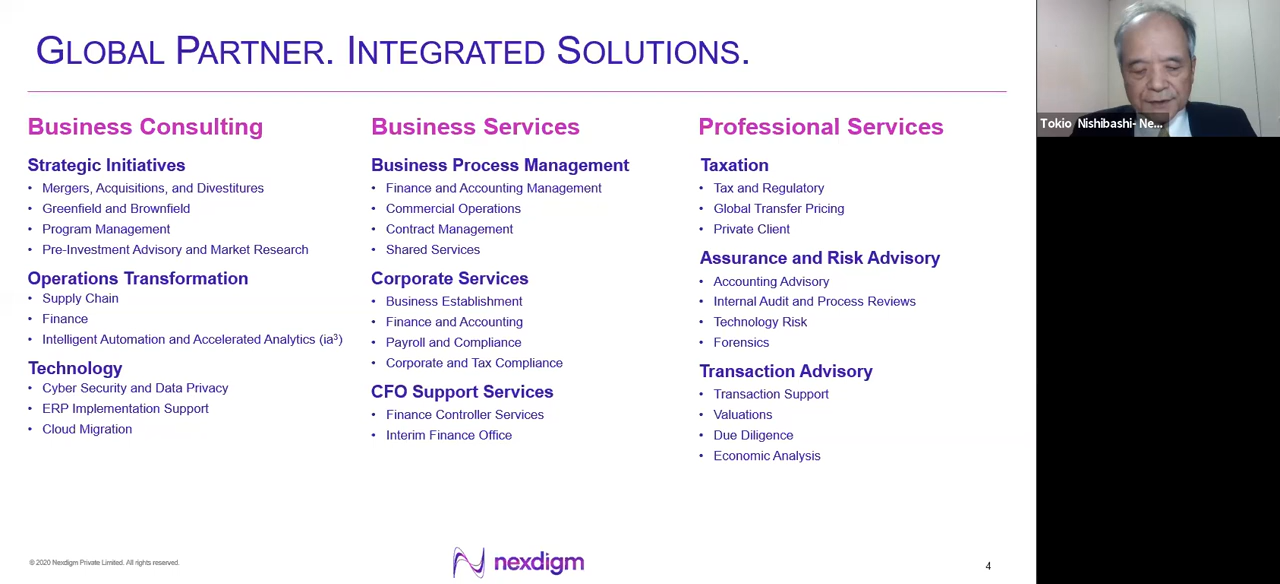 GLOBAL PARTNER. INTEGRATED SOLUTIONS.
Business Consulting
Strategic Initiatives
• Mergers, Acquisitions, and Divestitures
• Greenfield and Brownfield
• Program Management
• Pre-Investment Advisory and Market Research
Operations Transformation
• Supply Chain
• Finance
• Intelligent Automation and Accelerated Analytics (ia³)
Technology
• Cyber Security and Data Privacy
• ERP Implementation Support
• Cloud Migration
Business Services
Business Process Management
• Finance and Accounting Management
• Commercial Operations
• Contract Management
• Shared Services
Corporate Services
• Business Establishment
• Finance and Accounting
• Payroll and Compliance
• Corporate and Tax Compliance
CFO Support Services
• Finance Controller Services
• Interim Finance Office
Professional Services
Taxation
• Tax and Regulatory
• Global Transfer Pricing
• Private Client
Assurance and Risk Advisory
• Accounting Advisory
• Internal Audit and Process Reviews
• Technology Risk
• Forensics
Transaction Advisory
• Transaction Support
• Valuations
• Due Diligence
• Economic Analysis
© 2020 Nexdigm Private Limited. All rights reserved.
nexdigm
4
Tokio Nishibashi- Ne...